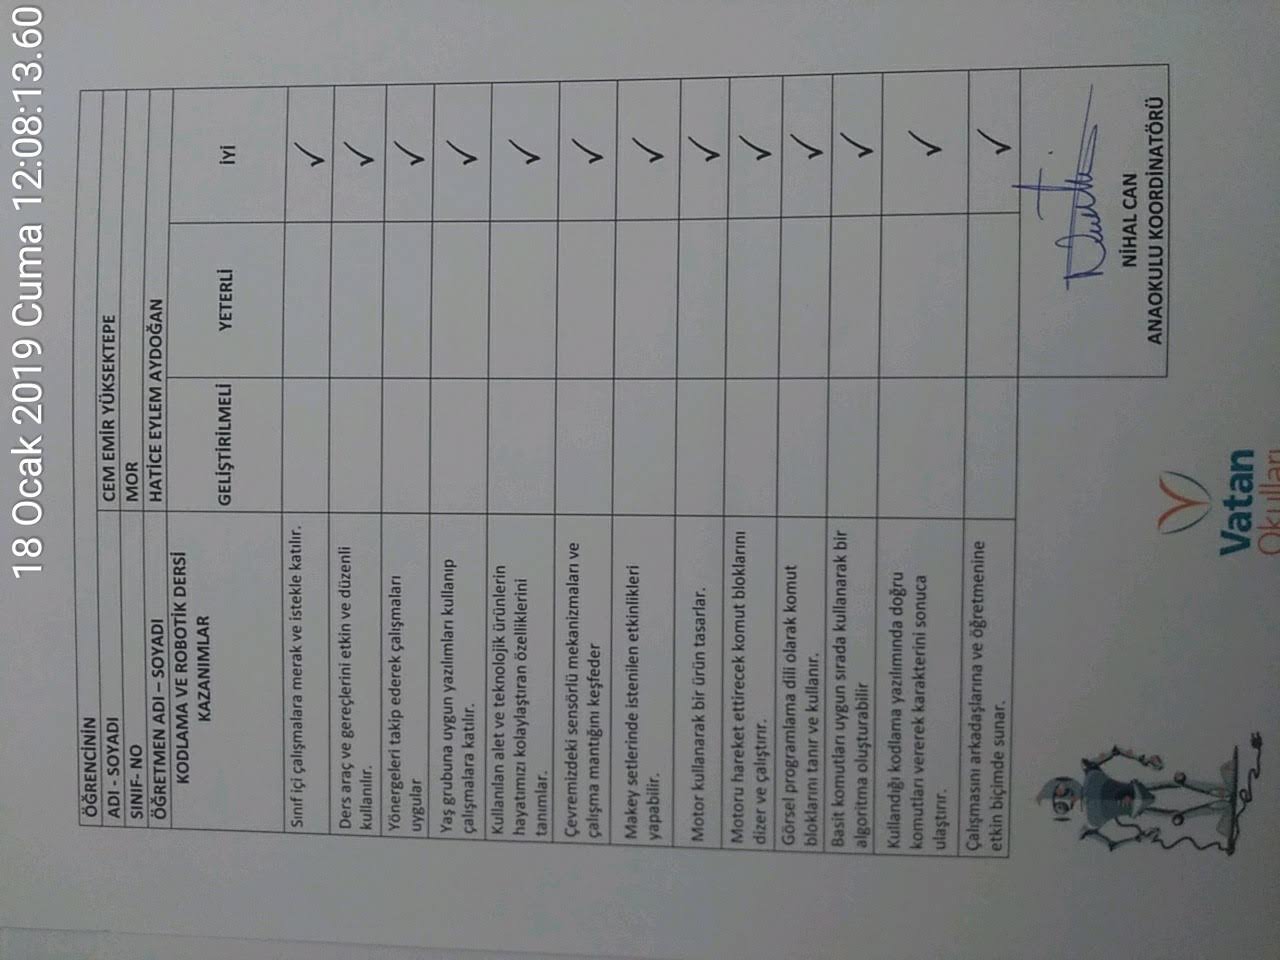 18 Ocak 2019 Cuma 12:08:13.60
ÖĞRENCİNİN
ADI - SOYADI
CEM EMİR YÜKSEKTEPE
SINIF- NO
MOR
ÖĞRETMEN ADI – SOYADI
HATİCE EYLEM AYDOĞAN
KODLAMA VE ROBOTİK DERSİ
KAZANIMLAR
GELİŞTİRİLMELİ
YETERLİ
İYİ
Sınıf içi çalışmalara merak ve istekle katılır.
✓
Ders araç ve gereçlerini etkin ve düzenli
kullanılır.
✓
Yönergeleri takip ederek çalışmaları
uygular
✓
Yaş grubuna uygun yazılımları kullanıp
çalışmalara katılır.
✓
Kullanılan alet ve teknolojik ürünlerin
hayatımızı kolaylaştıran özelliklerini
tanımlar.
✓
Çevremizdeki sensörlü mekanizmaları ve
çalışma mantığını keşfeder
✓
Makey setlerinde istenilen etkinlikleri
yapabilir.
✓
Motor kullanarak bir ürün tasarlar.
✓
Motoru hareket ettirecek komut bloklarını
dizer ve çalıştırır.
✓
Görsel programlama dili olarak komut
bloklarını tanır ve kullanır.
✓
Basit komutları uygun sırada kullanarak bir
algoritma oluşturabilir
✓
Kullandığı kodlama yazılımında doğru
komutları vererek karakterini sonuca
ulaştırır.
✓
Çalışmasını arkadaşlarına ve öğretmenine
etkin biçimde sunar.
✓
NİHAL CAN
ANAOKULU KOORDİNATÖRÜ
Vatan
Okulları